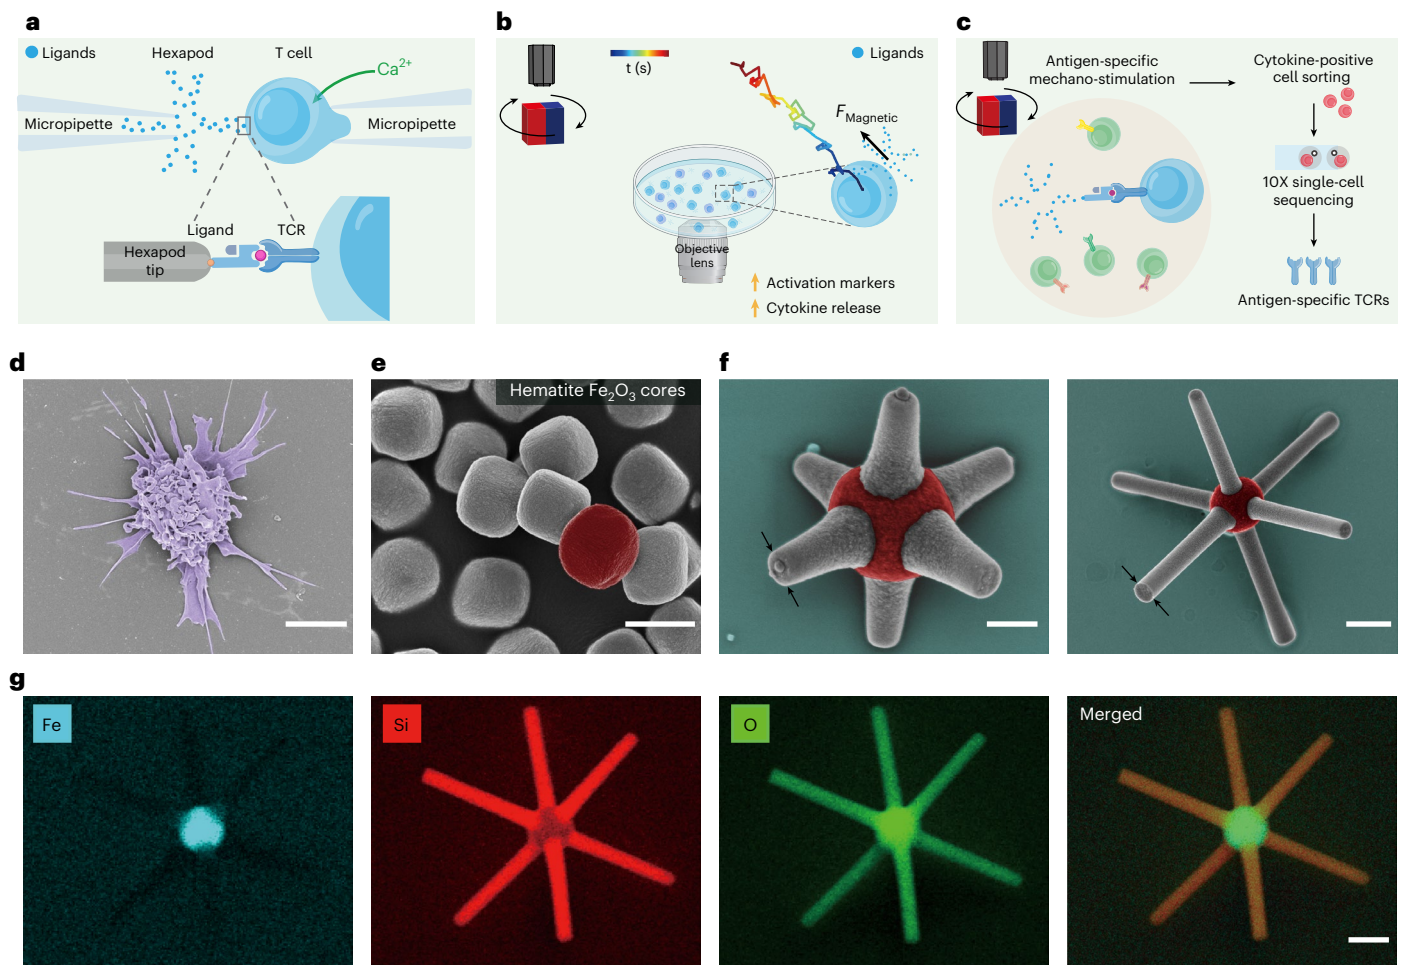 a
Ligands
Hexapod
T cell
Ca²⁺
Micropipette
Micropipette
Ligand
TCR
Hexapod
tip
b
t (s)
Ligands
F Magnetic
Objective
lens
Activation markers
Cytokine release
c
Antigen-specific
mechano-stimulation
Cytokine-positive
cell sorting
10X single-cell
sequencing
Antigen-specific TCRs
d
e
Hematite Fe₂O₃ cores
f
g
Fe
Si
O
Merged